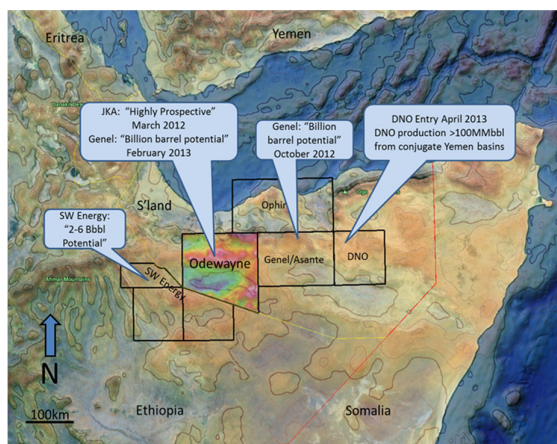 Eritrea
Yemen
JKA: “Highly Prospective”
March 2012
Genel: “Billion barrel potential”
February 2013
Genel: “Billion
barrel potential”
October 2012
DNO Entry April 2013
DNO production >100MMbbl
from conjugate Yemen basins
SW Energy:
“2-6 Bbbl
Potential”
S’land
Ophir
Odewayne
Genel/Asante
DNO
SW Energy
N
100km
Ethiopia
Somalia